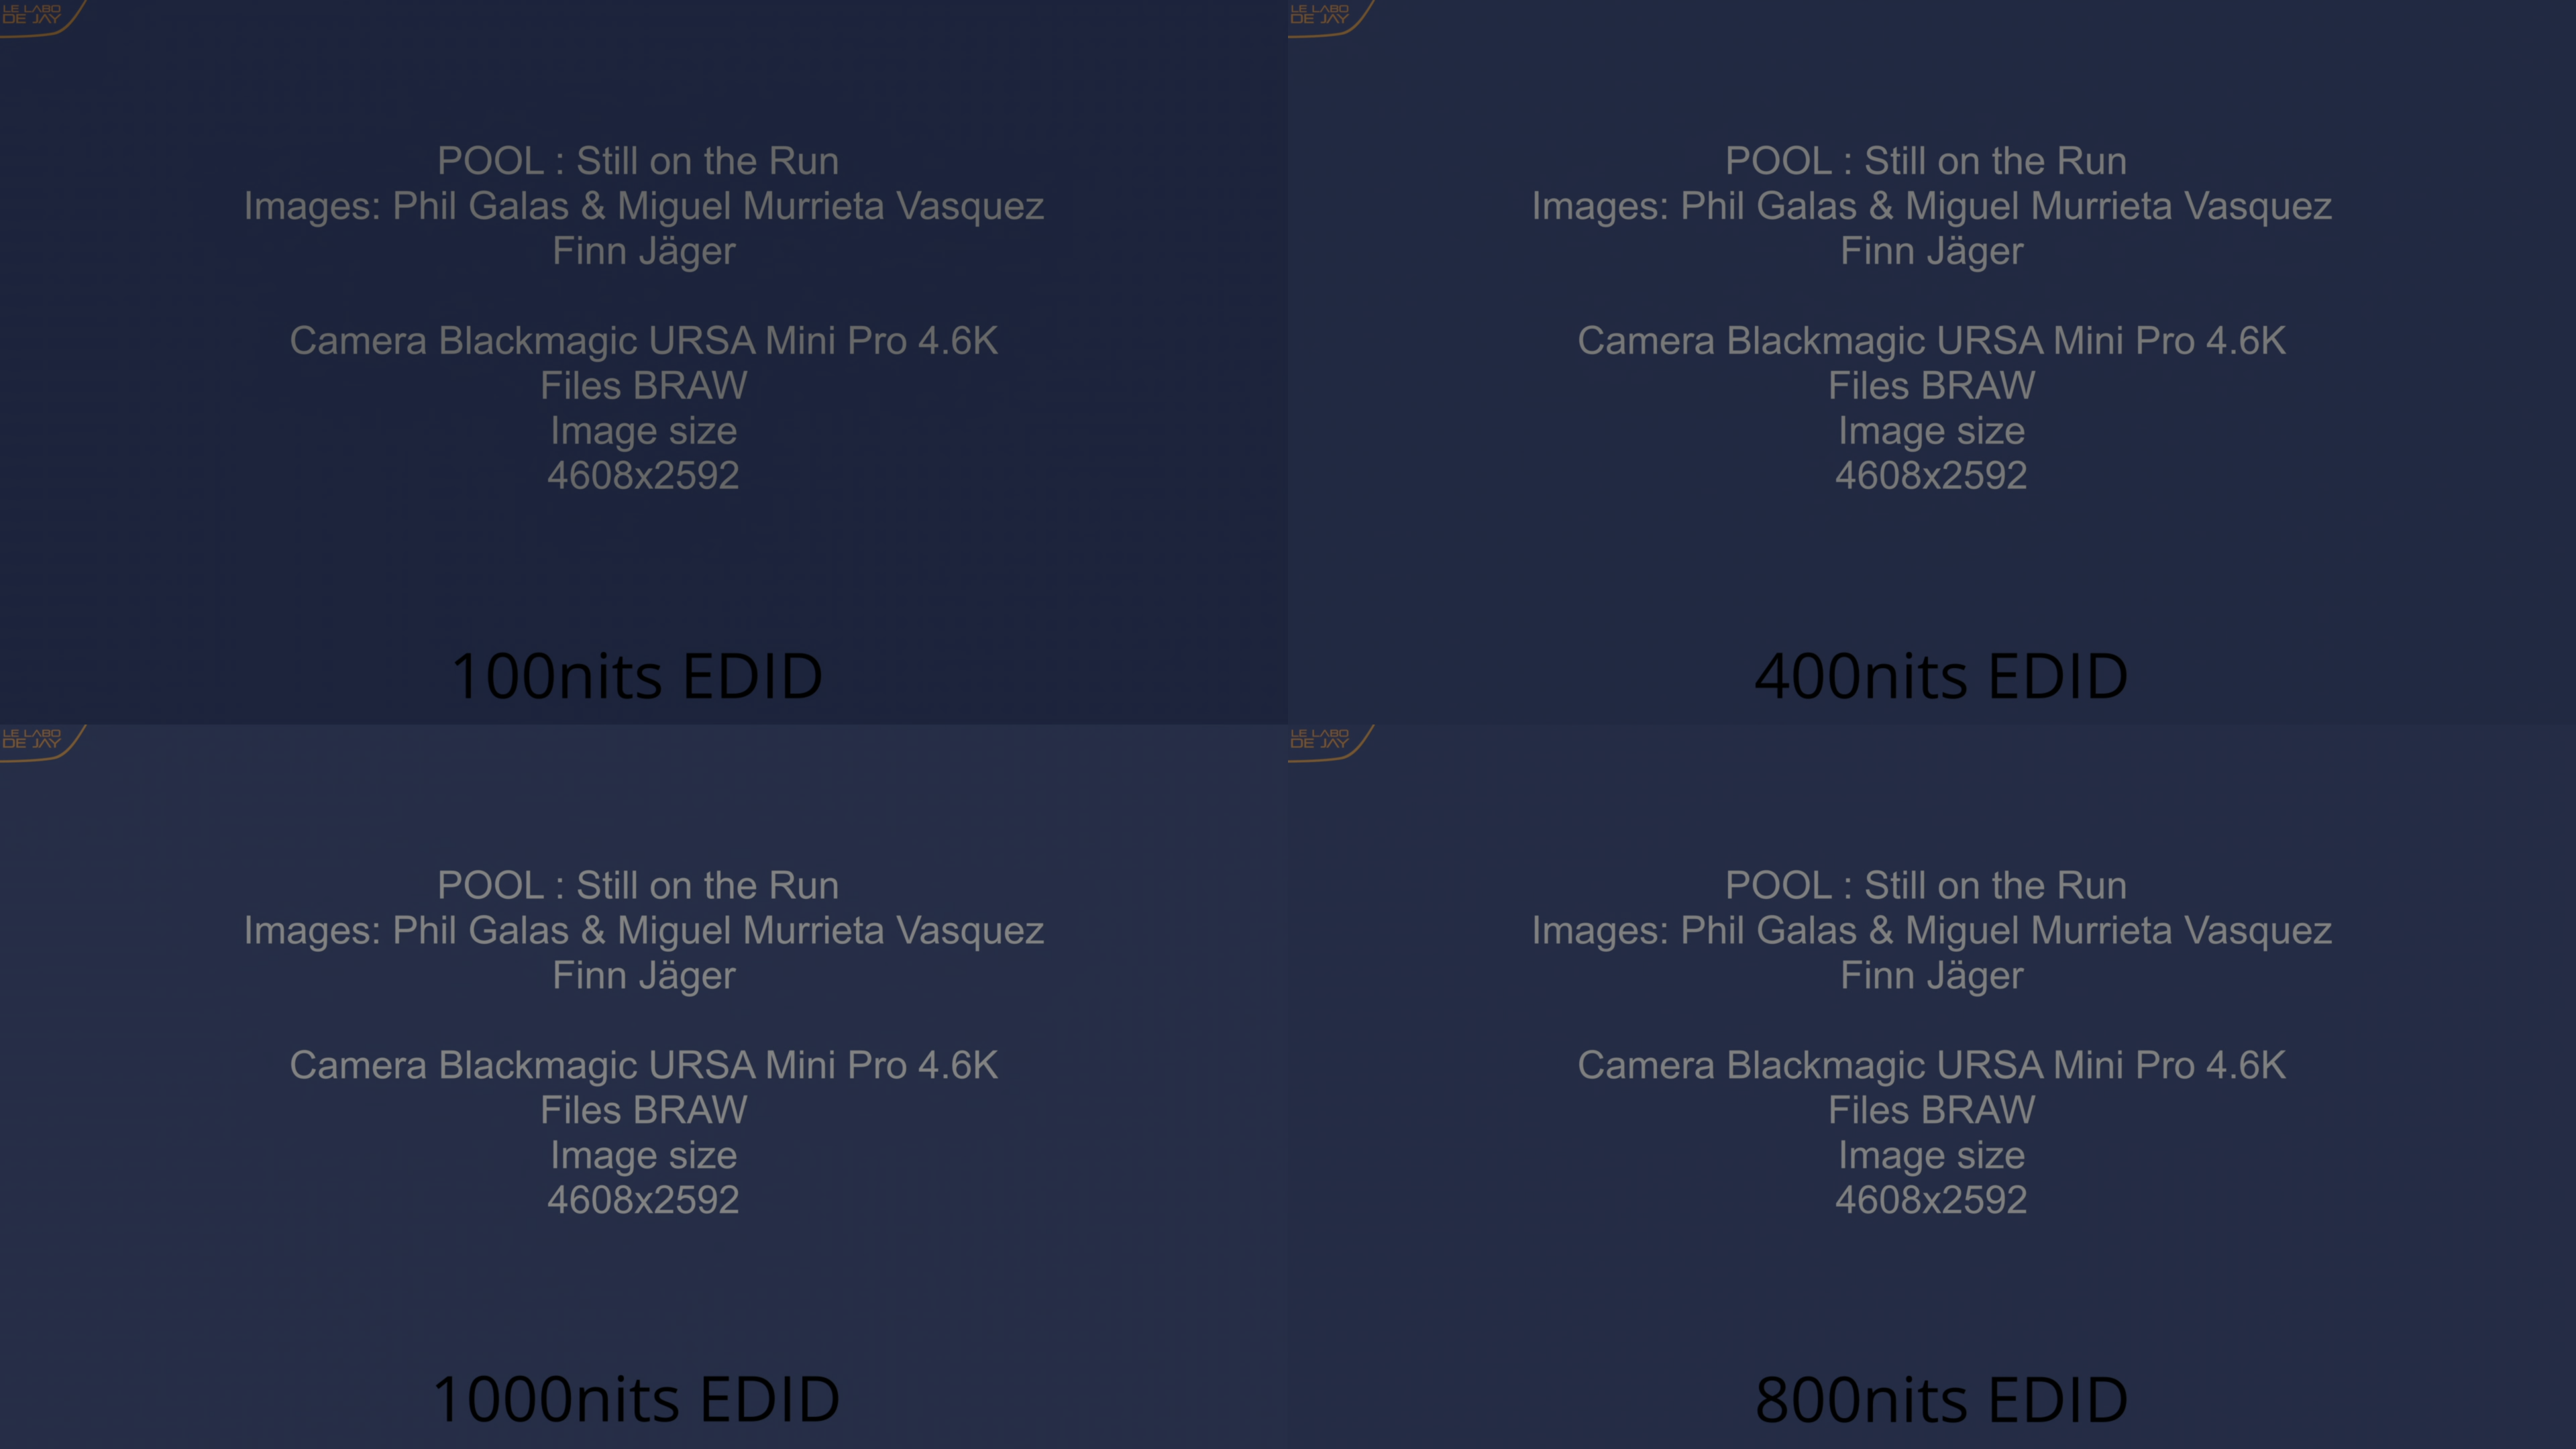 LE LABO
DE JAY
POOL : Still on the Run
Images: Phil Galas & Miguel Murrieta Vasquez
Finn Jäger
Camera Blackmagic URSA Mini Pro 4.6K
Files BRAW
Image size
4608x2592
100nits EDID
LE LABO
DE JAY
POOL : Still on the Run
Images: Phil Galas & Miguel Murrieta Vasquez
Finn Jäger
Camera Blackmagic URSA Mini Pro 4.6K
Files BRAW
Image size
4608x2592
400nits EDID
LE LABO
DE JAY
POOL : Still on the Run
Images: Phil Galas & Miguel Murrieta Vasquez
Finn Jäger
Camera Blackmagic URSA Mini Pro 4.6K
Files BRAW
Image size
4608x2592
1000nits EDID
LE LABO
DE JAY
POOL : Still on the Run
Images: Phil Galas & Miguel Murrieta Vasquez
Finn Jäger
Camera Blackmagic URSA Mini Pro 4.6K
Files BRAW
Image size
4608x2592
800nits EDID